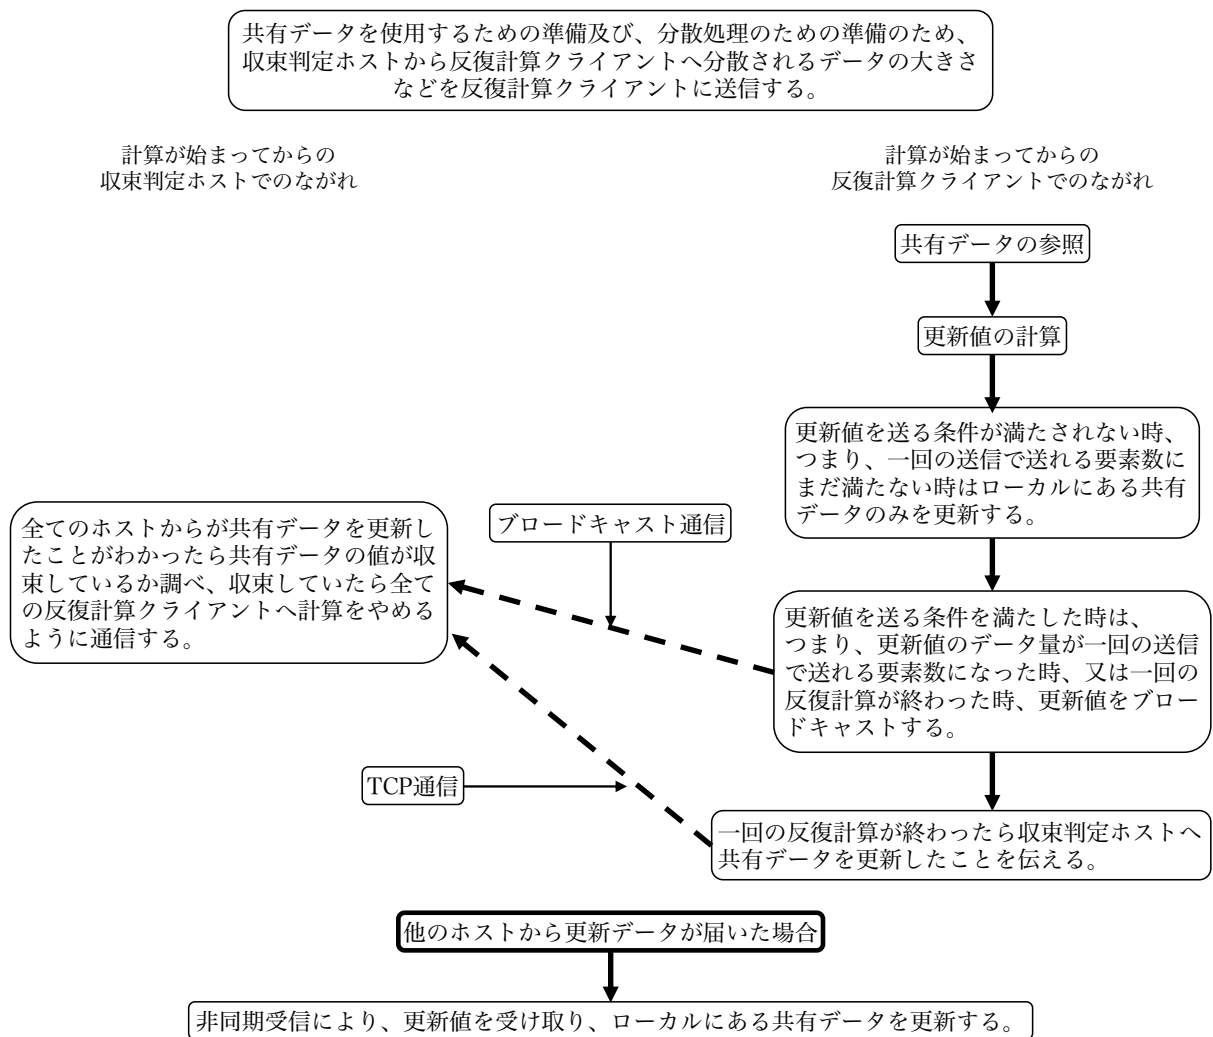 共有データを使用するための準備及び、分散処理のための準備のため、
収束判定ホストから反復計算クライアントへ分散されるデータの大きさ
などを反復計算クライアントに送信する。
計算が始まってからの
収束判定ホストでのながれ
計算が始まってからの
反復計算クライアントでのながれ
共有データの参照
更新値の計算
更新値を送る条件が満たされない時、
つまり、一回の送信で送れる要素数に
まだ満たない時はローカルにある共有
データのみを更新する。
全てのホストからが共有データを更新し
たことがわかったら共有データの値が収
束しているか調べ、収束していたら全て
の反復計算クライアントへ計算をやめる
ように通信する。
ブロードキャスト通信
更新値を送る条件を満たした時は、
つまり、更新値のデータ量が一回の送信
で送れる要素数になった時、又は一回の
反復計算が終わった時、更新値をブロー
ドキャストする。
TCP通信
一回の反復計算が終わったら収束判定ホストへ
共有データを更新したことを伝える。
他のホストから更新データが届いた場合
非同期受信により、更新値を受け取り、ローカルにある共有データを更新する。